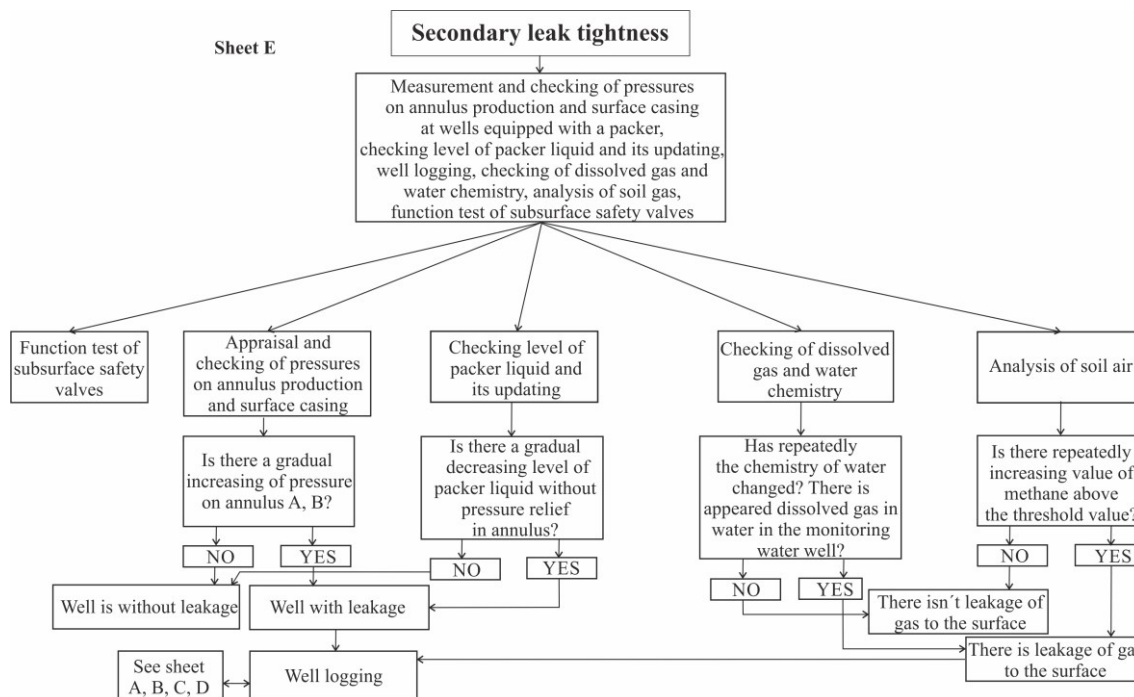 Sheet E
Secondary leak tightness
Measurement and checking of pressures
on annulus production and surface casing
at wells equipped with a packer,
checking level of packer liquid and its updating,
well logging, checking of dissolved gas and
water chemistry, analysis of soil gas,
function test of subsurface safety valves
Function test of
subsurface safety
valves
Appraisal and
checking of pressures
on annulus production
and surface casing
Checking level of
packer liquid and
its updating
Checking of dissolved
gas and water
chemistry
Analysis of soil air
Is there a gradual
increasing of pressure
on annulus A, B?
Is there a gradual
decreasing level of
packer liquid without
pressure relief
in annulus?
Has repeatedly
the chemistry of water
changed? There is
appeared dissolved gas in
water in the monitoring
water well?
Is there repeatedly
increasing value of
methane above
the threshold value?
NO
YES
NO
YES
NO
YES
NO
YES
Well is without leakage
Well with leakage
There isn´t leakage of
gas to the surface
There is leakage of ga
to the surface
See sheet
A, B, C, D
Well logging